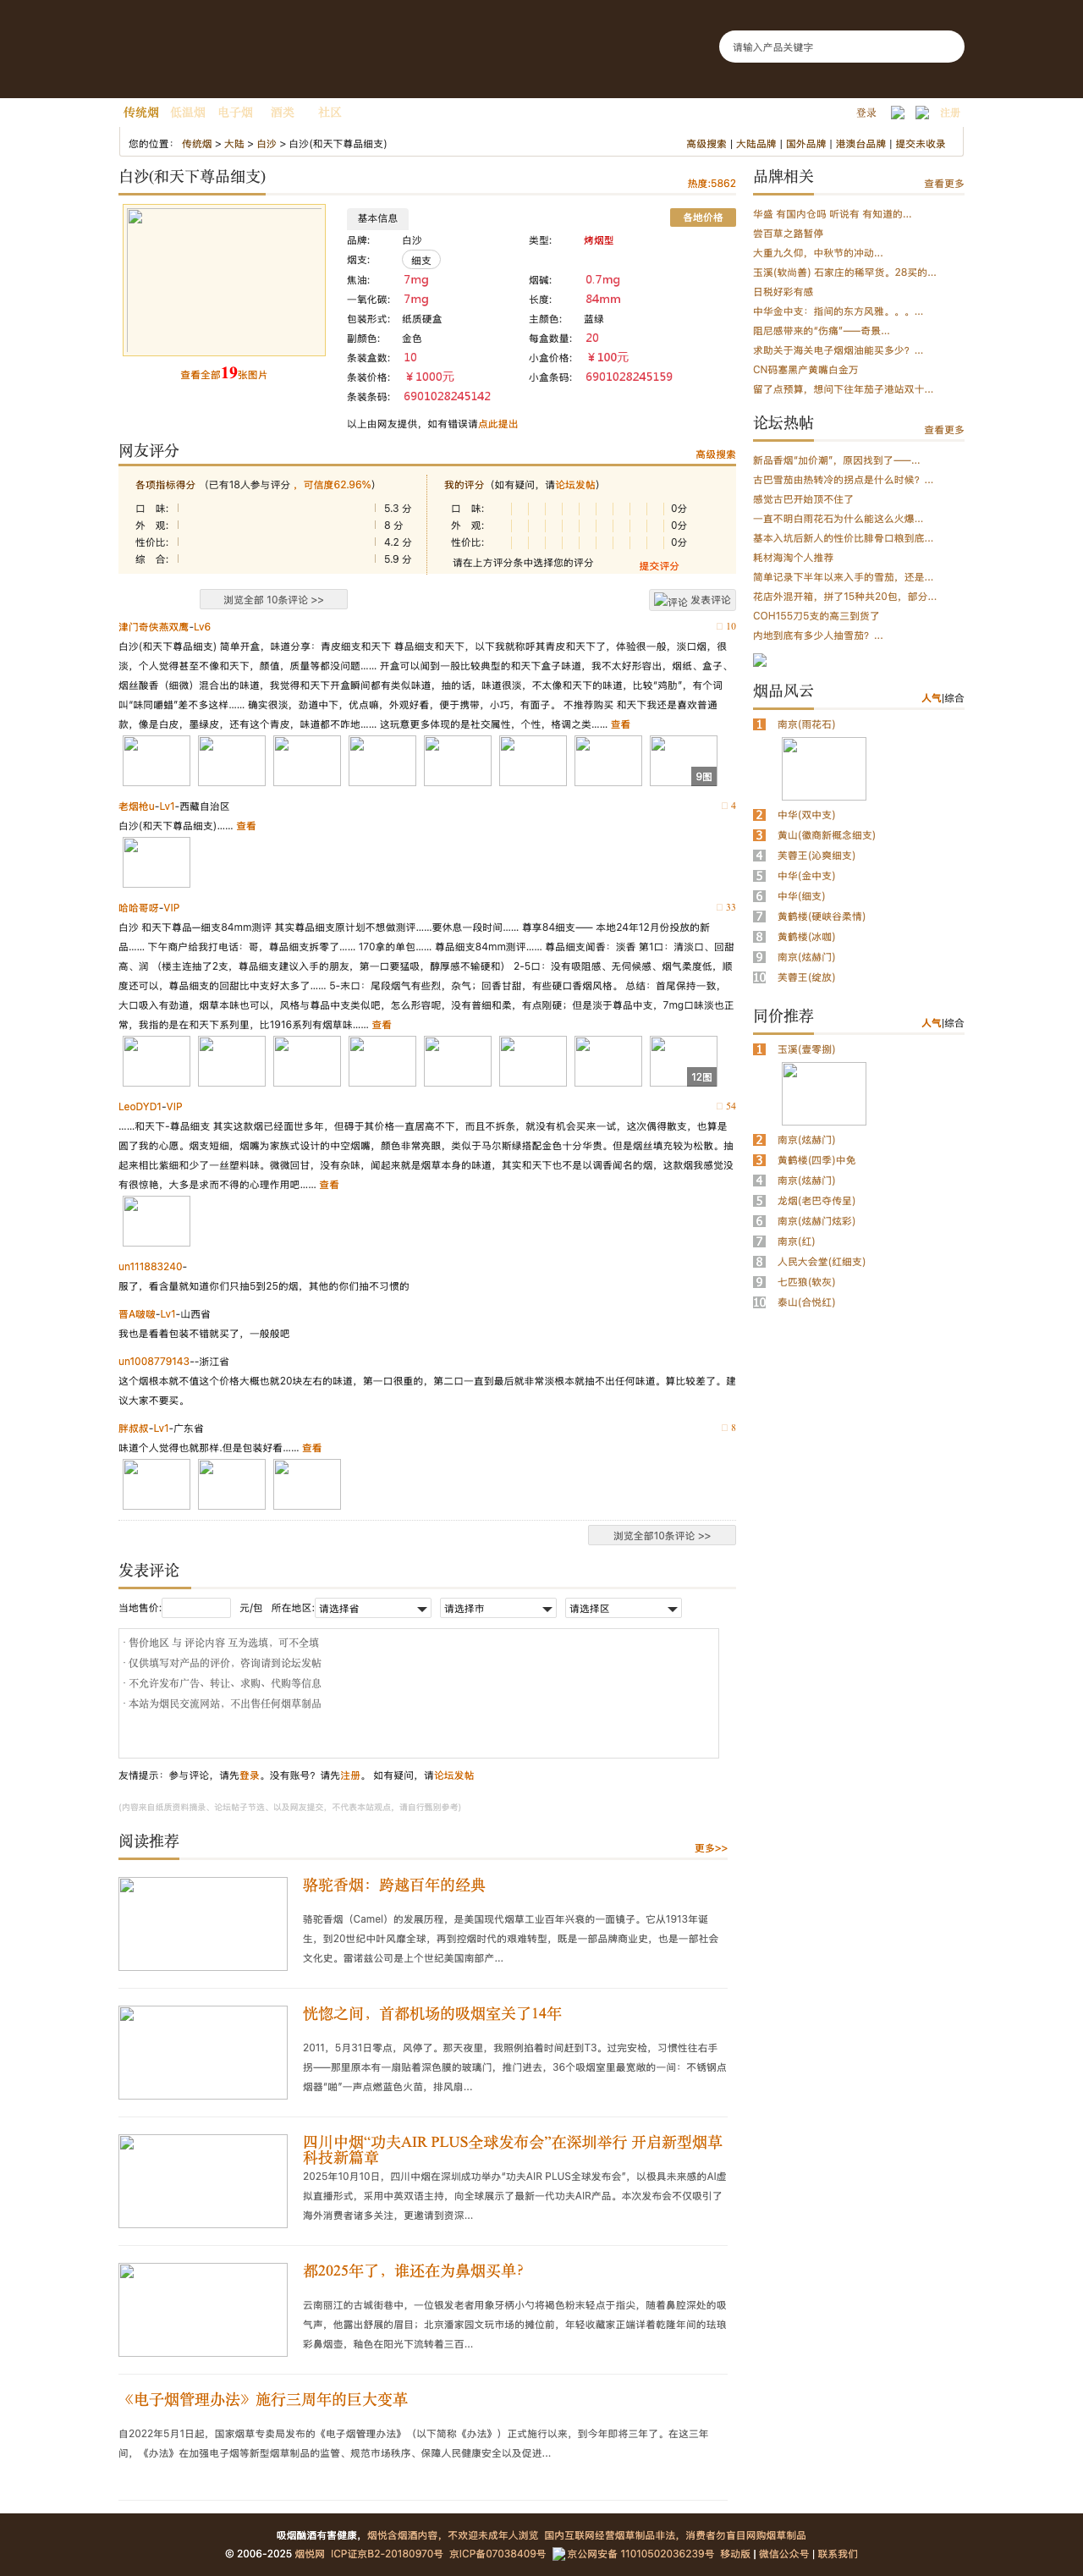 请输入产品关键字
传统烟 低温烟 电子烟 酒类 社区 登录 注册
您的位置： 传统烟 > 大陆 > 白沙 > 白沙(和天下尊品细支) 高级搜索 | 大陆品牌 | 国外品牌 | 港澳台品牌 | 提交未收录
白沙(和天下尊品细支) 热度:5862
查看全部19张图片
基本信息 各地价格
品牌: 白沙 类型: 烤烟型
烟支: 细支
焦油: 7mg 烟碱: 0.7mg
一氧化碳: 7mg 长度: 84mm
包装形式: 纸质硬盒 主颜色: 蓝绿
副颜色: 金色 每盒数量: 20
条装盒数: 10 小盒价格: ￥100元
条装价格: ￥1000元 小盒条码: 6901028245159
条装条码: 6901028245142
以上由网友提供，如有错误请点此提出
网友评分 高级搜索
各项指标得分 （已有18人参与评分 ，可信度62.96%）
口 味: 5.3 分
外 观: 8 分
性价比: 4.2 分
综 合: 5.9 分
我的评分（如有疑问，请论坛发帖）
口 味: 0分
外 观: 0分
性价比: 0分
请在上方评分条中选择您的评分 提交评分
浏览全部 10条评论 >> 评论 发表评论
津门奇侠燕双鹰-Lv6 10
白沙(和天下尊品细支) 简单开盒，味道分享：青皮细支和天下 尊品细支和天下，以下我就称呼其青皮和天下了，体验很一般，淡口烟，很
淡，个人觉得甚至不像和天下，颜值，质量等都没问题…… 开盒可以闻到一股比较典型的和天下盒子味道，我不太好形容出，烟纸、盒子、
烟丝酸香（细微）混合出的味道，我觉得和天下开盒瞬间都有类似味道，抽的话，味道很淡，不太像和天下的味道，比较“鸡肋”，有个词
叫“味同嚼蜡”差不多这样…… 确实很淡，劲道中下，优点嘛，外观好看，便于携带，小巧，有面子。 不推荐购买 和天下我还是喜欢普通
款，像是白皮，墨绿皮，还有这个青皮，味道都不咋地…… 这玩意更多体现的是社交属性，个性，格调之类…… 查看
9图
老烟枪u-Lv1-西藏自治区 4
白沙(和天下尊品细支)…… 查看
哈哈哥呀-VIP 33
白沙 和天下尊品—细支84mm测评 其实尊品细支原计划不想做测评……要休息一段时间…… 尊享84细支—— 本地24年12月份投放的新
品…… 下午商户给我打电话：哥，尊品细支拆零了…… 170拿的单包…… 尊品细支84mm测评…… 尊品细支闻香：淡香 第1口：清淡口、回甜
高、润 （楼主连抽了2支，尊品细支建议入手的朋友，第一口要猛吸，醇厚感不输硬和） 2-5口：没有吸阻感、无伺候感、烟气柔度低，顺
度还可以，尊品细支的回甜比中支好太多了…… 5-末口：尾段烟气有些烈，杂气；回香甘甜，有些硬口香烟风格。 总结：首尾保持一致，
大口吸入有劲道，烟草本味也可以，风格与尊品中支类似吧，怎么形容呢，没有普细和柔，有点刚硬；但是淡于尊品中支，7mg口味淡也正
常，我指的是在和天下系列里，比1916系列有烟草味…… 查看
12图
LeoDYD1-VIP 54
……和天下-尊品细支 其实这款烟已经面世多年，但碍于其价格一直居高不下，而且不拆条，就没有机会买来一试，这次偶得散支，也算是
圆了我的心愿。烟支短细，烟嘴为家族式设计的中空烟嘴，颜色非常亮眼，类似于马尔斯绿搭配金色十分华贵。但是烟丝填充较为松散。抽
起来相比紫细和少了一丝塑料味。微微回甘，没有杂味，闻起来就是烟草本身的味道，其实和天下也不是以调香闻名的烟，这款烟我感觉没
有很惊艳，大多是求而不得的心理作用吧…… 查看
un111883240-
服了，看含量就知道你们只抽5到25的烟，其他的你们抽不习惯的
晋A啵啵-Lv1-山西省
我也是看着包装不错就买了，一般般吧
un1008779143--浙江省
这个烟根本就不值这个价格大概也就20块左右的味道，第一口很重的，第二口一直到最后就非常淡根本就抽不出任何味道。算比较差了。建
议大家不要买。
胖叔叔-Lv1-广东省 8
味道个人觉得也就那样.但是包装好看…… 查看
浏览全部10条评论 >>
发表评论
当地售价: 元/包 所在地区: 请选择省 请选择市 请选择区
· 售价地区 与 评论内容 互为选填，可不全填
· 仅供填写对产品的评价，咨询请到论坛发帖
· 不允许发布广告、转让、求购、代购等信息
· 本站为烟民交流网站，不出售任何烟草制品
友情提示：参与评论，请先登录。没有账号？请先注册。 如有疑问，请论坛发帖
(内容来自纸质资料摘录、论坛帖子节选、以及网友提交，不代表本站观点，请自行甄别参考)
阅读推荐 更多>>
骆驼香烟：跨越百年的经典
骆驼香烟（Camel）的发展历程，是美国现代烟草工业百年兴衰的一面镜子。它从1913年诞
生，到20世纪中叶风靡全球，再到控烟时代的艰难转型，既是一部品牌商业史，也是一部社会
文化史。雷诺兹公司是上个世纪美国南部产...
恍惚之间，首都机场的吸烟室关了14年
2011，5月31日零点，风停了。那天夜里，我照例掐着时间赶到T3。过完安检，习惯性往右手
拐——那里原本有一扇贴着深色膜的玻璃门，推门进去，36个吸烟室里最宽敞的一间：不锈钢点
烟器“啪”一声点燃蓝色火苗，排风扇...
四川中烟“功夫AIR PLUS全球发布会”在深圳举行 开启新型烟草
科技新篇章
2025年10月10日，四川中烟在深圳成功举办“功夫AIR PLUS全球发布会”，以极具未来感的AI虚
拟直播形式，采用中英双语主持，向全球展示了最新一代功夫AIR产品。本次发布会不仅吸引了
海外消费者诸多关注，更邀请到资深...
都2025年了，谁还在为鼻烟买单？
云南丽江的古城街巷中，一位银发老者用象牙柄小勺将褐色粉末轻点于指尖，随着鼻腔深处的吸
气声，他露出舒展的眉目；北京潘家园文玩市场的摊位前，年轻收藏家正端详着乾隆年间的珐琅
彩鼻烟壶，釉色在阳光下流转着三百...
《电子烟管理办法》施行三周年的巨大变革
自2022年5月1日起，国家烟草专卖局发布的《电子烟管理办法》（以下简称《办法》）正式施行以来，到今年即将三年了。在这三年
间，《办法》在加强电子烟等新型烟草制品的监管、规范市场秩序、保障人民健康安全以及促进...
品牌相关 查看更多
华盛 有国内仓吗 听说有 有知道的...
尝百草之路暂停
大重九久仰，中秋节的冲动...
玉溪(软尚善) 石家庄的稀罕货。28买的...
日税好彩有感
中华金中支：指间的东方风雅。。。...
阻尼感带来的“伤痛”——奇景...
求助关于海关电子烟烟油能买多少？...
CN码塞黑产黄嘴白金万
留了点预算，想问下往年茄子港站双十...
论坛热帖 查看更多
新品香烟“加价潮”，原因找到了——...
古巴雪茄由热转冷的拐点是什么时候？...
感觉古巴开始顶不住了
一直不明白雨花石为什么能这么火爆...
基本入坑后新人的性价比腓骨口粮到底...
耗材海淘个人推荐
简单记录下半年以来入手的雪茄，还是...
花店外混开箱，拼了15种共20包，部分...
COH155刀5支的高三到货了
内地到底有多少人抽雪茄？...
烟品风云 人气|综合
1 南京(雨花石)
2 中华(双中支)
3 黄山(徽商新概念细支)
4 芙蓉王(沁爽细支)
5 中华(金中支)
6 中华(细支)
7 黄鹤楼(硬峡谷柔情)
8 黄鹤楼(冰咖)
9 南京(炫赫门)
10 芙蓉王(绽放)
同价推荐 人气|综合
1 玉溪(壹零捌)
2 南京(炫赫门)
3 黄鹤楼(四季)中免
4 南京(炫赫门)
5 龙烟(老巴夺传呈)
6 南京(炫赫门炫彩)
7 南京(红)
8 人民大会堂(红细支)
9 七匹狼(软灰)
10 泰山(合悦红)
吸烟酗酒有害健康，烟悦含烟酒内容，不欢迎未成年人浏览 国内互联网经营烟草制品非法，消费者勿盲目网购烟草制品
© 2006-2025 烟悦网 ICP证京B2-20180970号 京ICP备07038409号 京公网安备 11010502036239号 移动版 | 微信公众号 | 联系我们